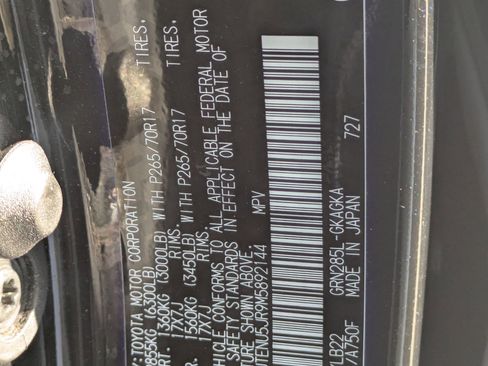 Y:TOYOTA MOTOR CORPORATION
2855KG (6300LB)
1360KG (3000LB) WITH P265/70R17 TIRES,
17X7J RIMS,
1560KG (3450LB) WITH P265/70R17 TIRES,
17X7J RIMS,
HICLE CONFORMS TO ALL APPLICABLE FEDERAL MOTOR
SAFETY STANDARDS IN EFFECT ON THE DATE OF
TURE SHOWN ABOVE.
JTENU5JR9M5892144 MPV
LB22 GRN285L-GKAGKA
/A750F MADE IN JAPAN 727